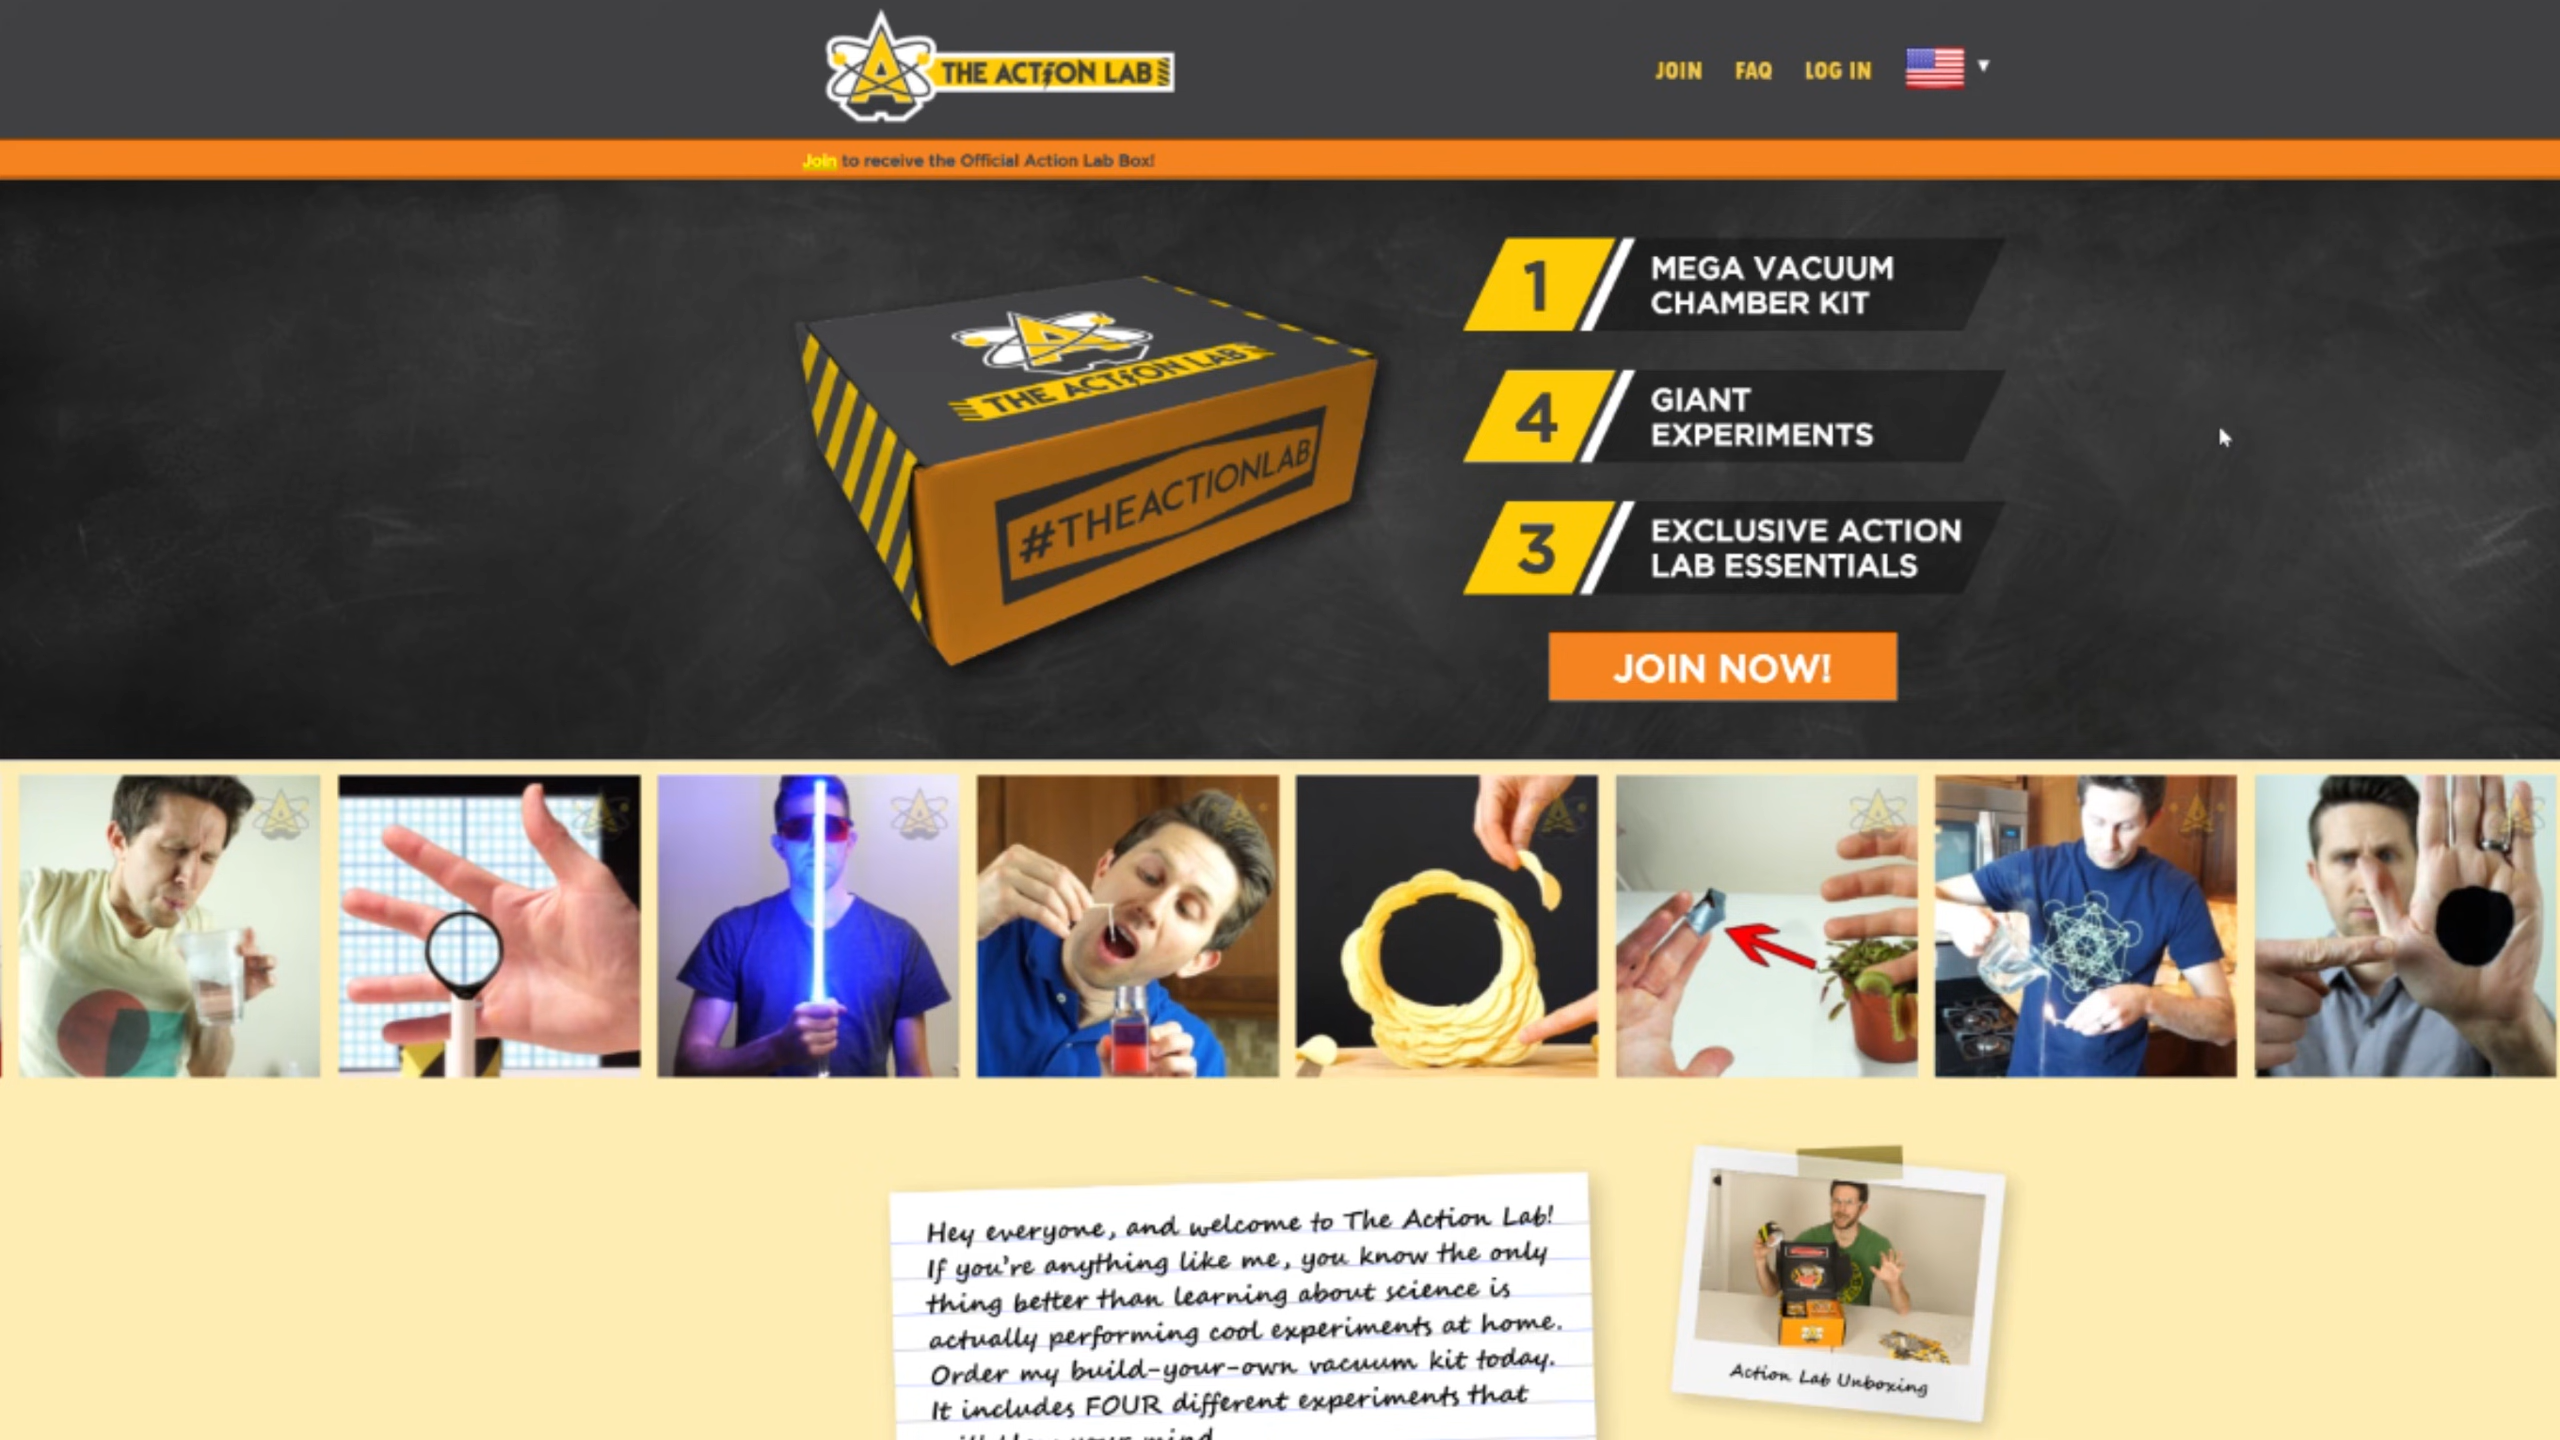 THE ACTION LAB
JOIN FAQ LOG IN
Join to receive the Official Action Lab Box!
THE ACTION LAB
#THEACTIONLAB
1 MEGA VACUUM
CHAMBER KIT
4 GIANT
EXPERIMENTS
3 EXCLUSIVE ACTION
LAB ESSENTIALS
JOIN NOW!
Hey everyone, and welcome to The Action Lab!
If you're anything like me, you know the only
thing better than learning about science is
actually performing cool experiments at home.
Order my build-your-own vacuum kit today.
It includes FOUR different experiments that
your mind
Action Lab Unboxing